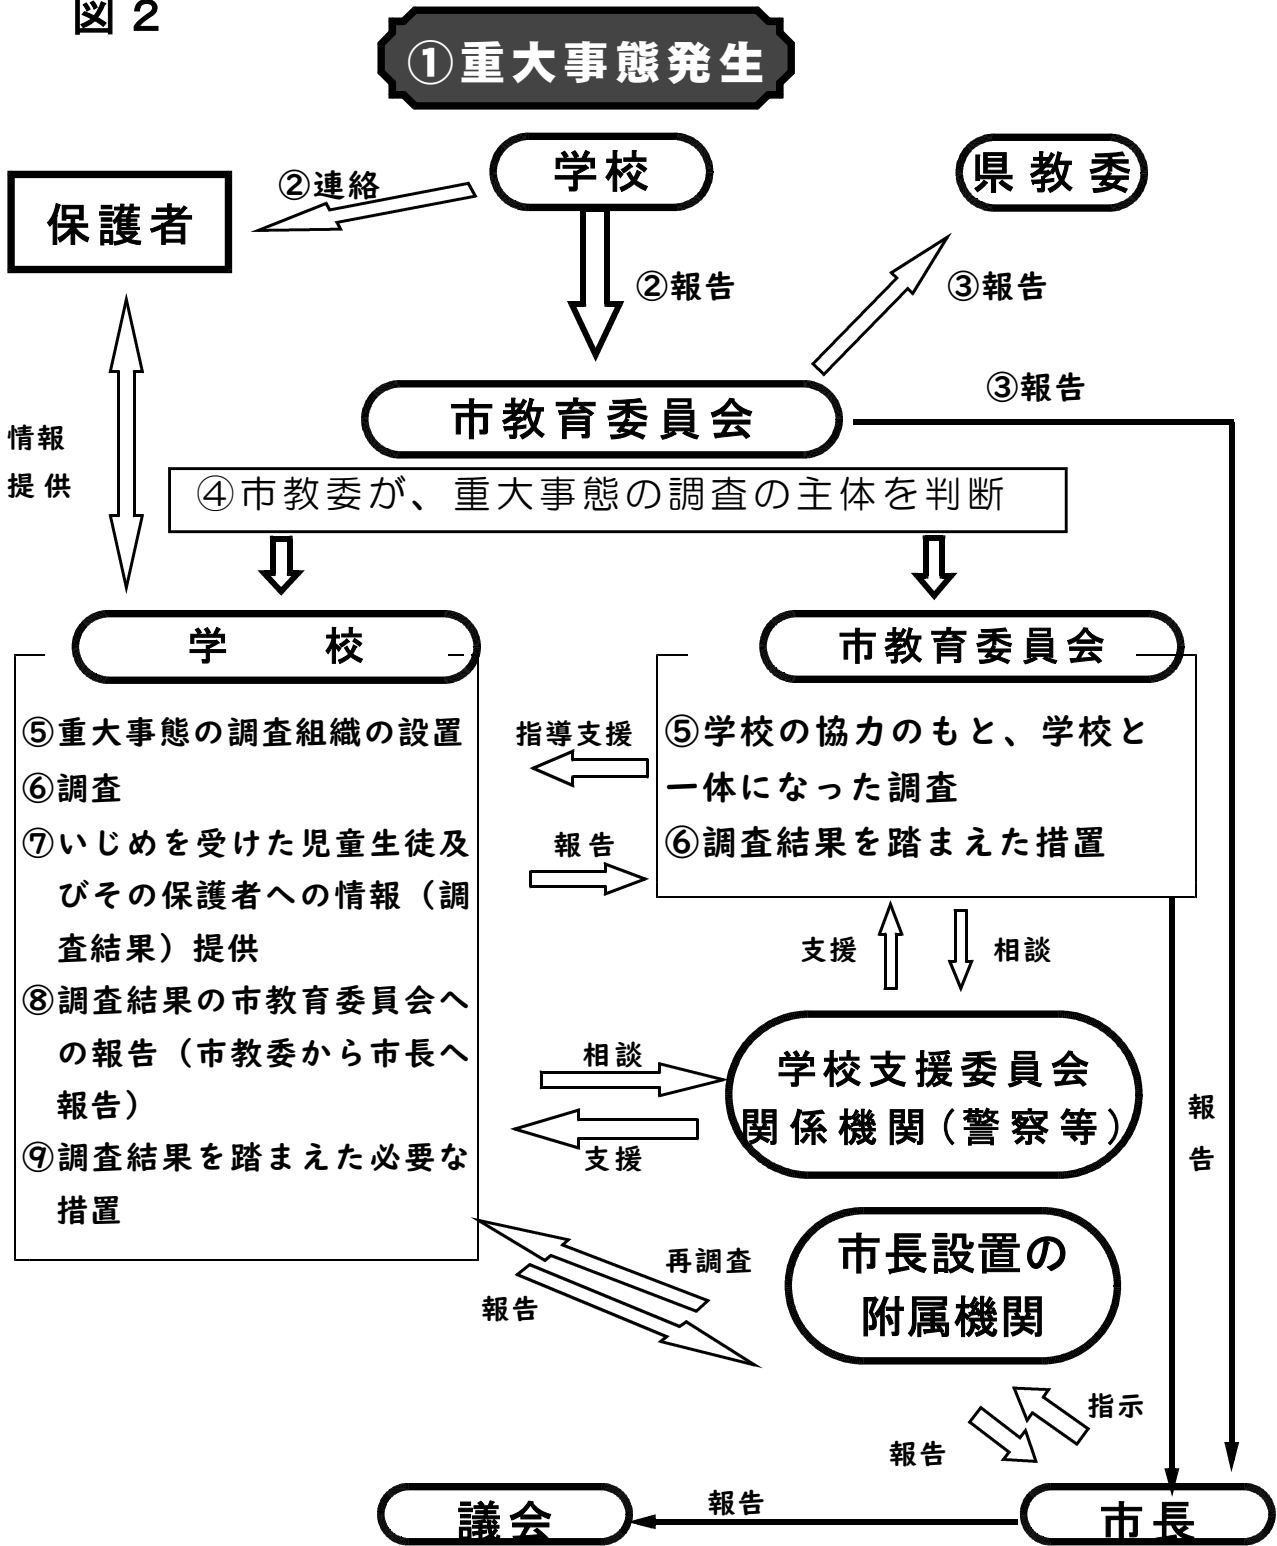 図２
①重大事態発生
学校
県教委
②連絡
保護者
②報告
③報告
③報告
市教育委員会
情報
提供
④市教委が、重大事態の調査の主体を判断
学　校
市教育委員会
⑤重大事態の調査組織の設置
⑥調査
⑦いじめを受けた児童生徒及
びその保護者への情報（調
査結果）提供
⑧調査結果の市教育委員会へ
の報告（市教委から市長へ
報告）
⑨調査結果を踏まえた必要な
措置
指導支援
報告
⑤学校の協力のもと、学校と
一体になった調査
⑥調査結果を踏まえた措置
支援
相談
相談
支援
学校支援委員会
関係機関（警察等）
報
告
再調査
報告
市長設置の
附属機関
指示
報告
議会
報告
市長